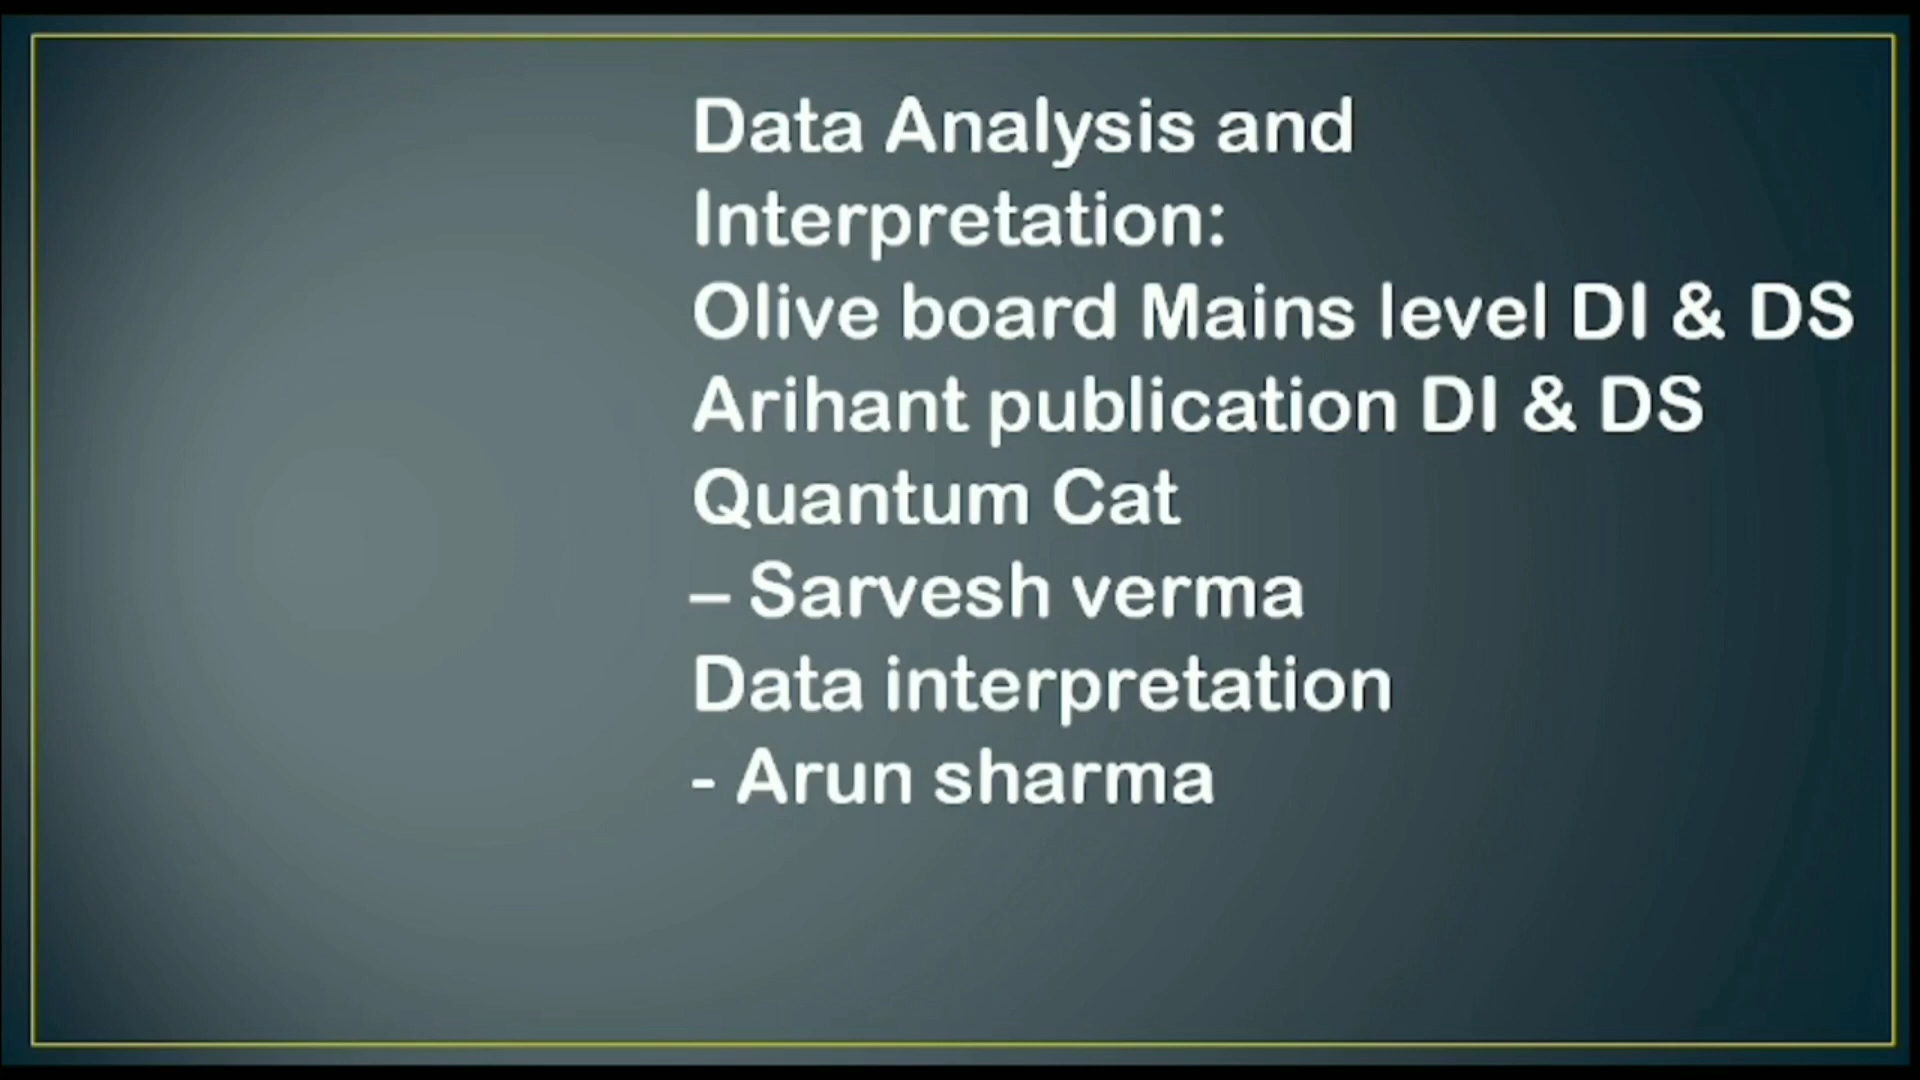 Data Analysis and
Interpretation:
Olive board Mains level DI & DS
Arihant publication DI & DS
Quantum Cat
– Sarvesh verma
Data interpretation
- Arun sharma